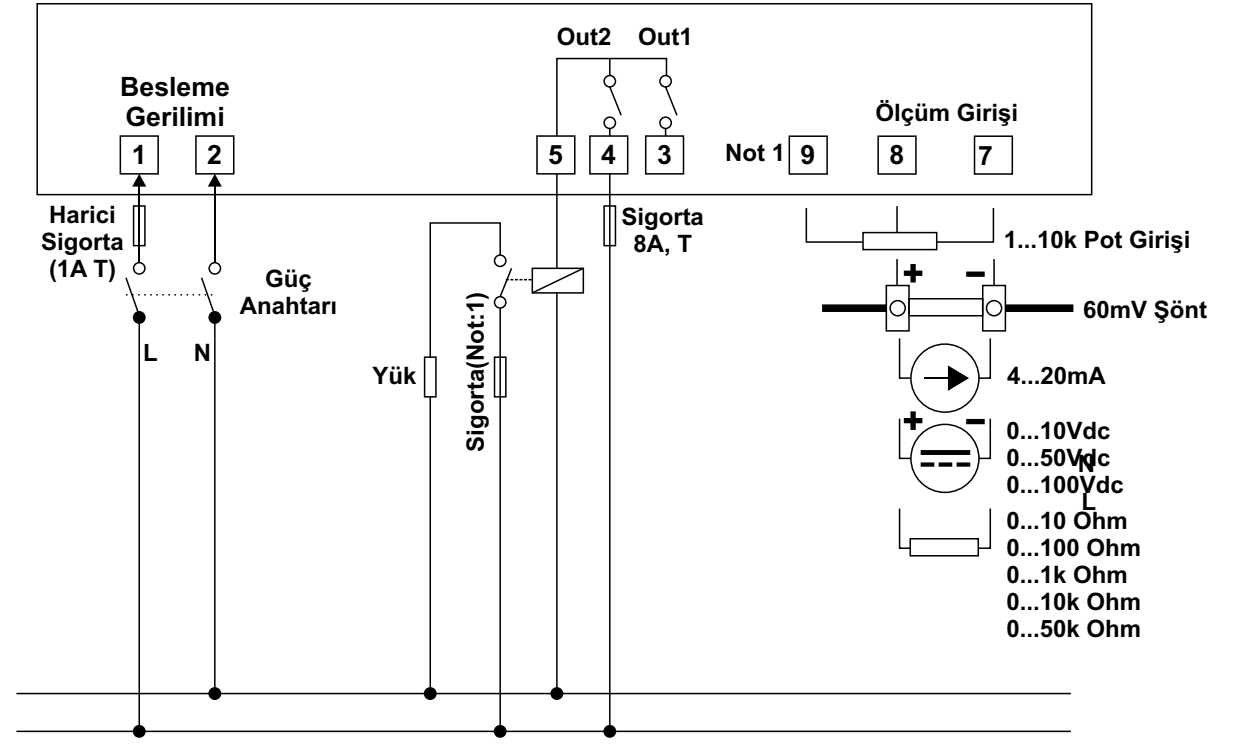 Out2 Out1
Besleme
Gerilimi
Ölçüm Girişi
1
2
5
4
3
Not 1
9
8
7
Harici
Sigorta
(1A T)
Güç
Anahtarı
L
N
Yük
Sigorta(Not:1)
Sigorta
8A, T
1...10k Pot Girişi
+ -
60mV Şönt
4...20mA
+ -
0...10Vdc
0...50Vdc
N
0...100Vdc
L
0...10 Ohm
0...100 Ohm
0...1k Ohm
0...10k Ohm
0...50k Ohm